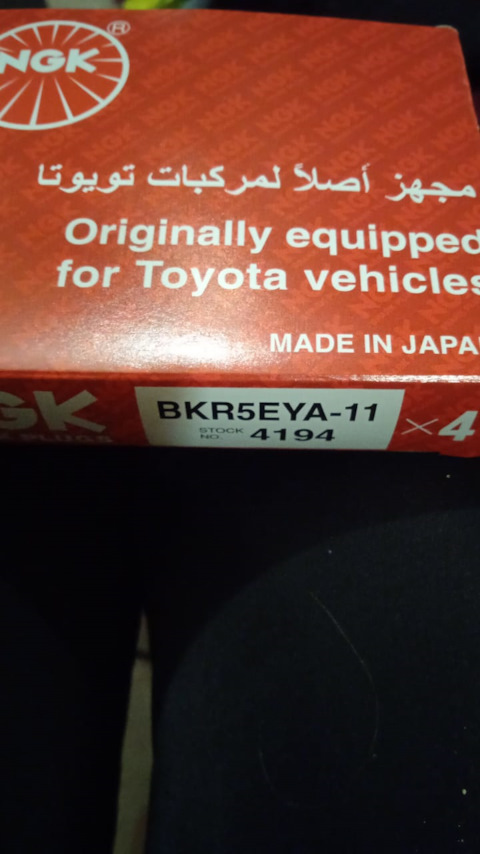 NGK ®
مجهز أصلاً لمركبات تويوتا
Originally equipped
for Toyota vehicles
MADE IN JAPA
GK
BKR5EYA-11
×4
PLUGS
STOCK NO. 4194